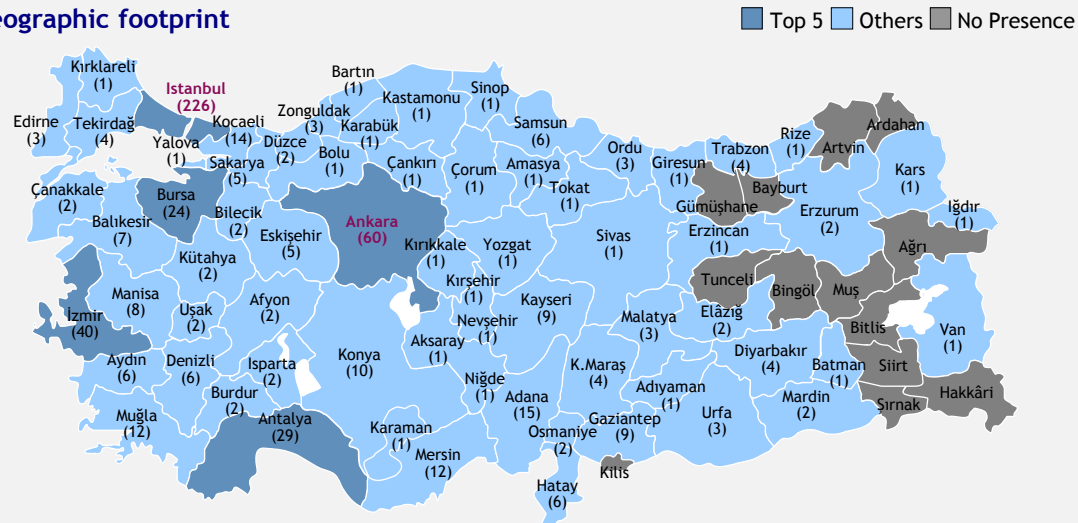 eographic footprint
Top 5
Others
No Presence
Kırklareli
(1)
Istanbul
(226)
Edirne
(3)
Tekirdağ
(4)
Yalova
(1)
Kocaeli
(14)
Sakarya
(5)
Düzce
(2)
Zonguldak
(3)
Bartın
(1)
Karabük
(1)
Kastamonu
(1)
Sinop
(1)
Samsun
(6)
Bolu
(1)
Çankırı
(1)
Çorum
(1)
Amasya
(1)
Tokat
(1)
Ordu
(3)
Giresun
(1)
Trabzon
(4)
Rize
(1)
Artvin
Ardahan
Kars
(1)
Iğdır
(1)
Ağrı
Bayburt
Gümüşhane
Erzurum
(2)
Erzincan
(1)
Çanakkale
(2)
Balıkesir
(7)
Bursa
(24)
Bilecik
(2)
Eskişehir
(5)
Kütahya
(2)
Ankara
(60)
Kırıkkale
(1)
Yozgat
(1)
Sivas
(1)
Kırşehir
(1)
Kayseri
(9)
Nevşehir
(1)
Aksaray
(1)
Malatya
(3)
Elâzığ
(2)
Tunceli
Bingöl
Muş
Bitlis
Van
(1)
Siirt
Batman
(1)
Diyarbakır
(4)
Mardin
(2)
Şırnak
Hakkâri
İzmir
(40)
Manisa
(8)
Uşak
(2)
Afyon
(2)
Aydın
(6)
Denizli
(6)
Isparta
(2)
Burdur
(2)
Muğla
(12)
Antalya
(29)
Konya
(10)
Karaman
(1)
Mersin
(12)
Niğde
(1)
Adana
(15)
K.Maraş
(4)
Osmaniye
(2)
Gaziantep
(9)
Adıyaman
(1)
Urfa
(3)
Kilis
Hatay
(6)